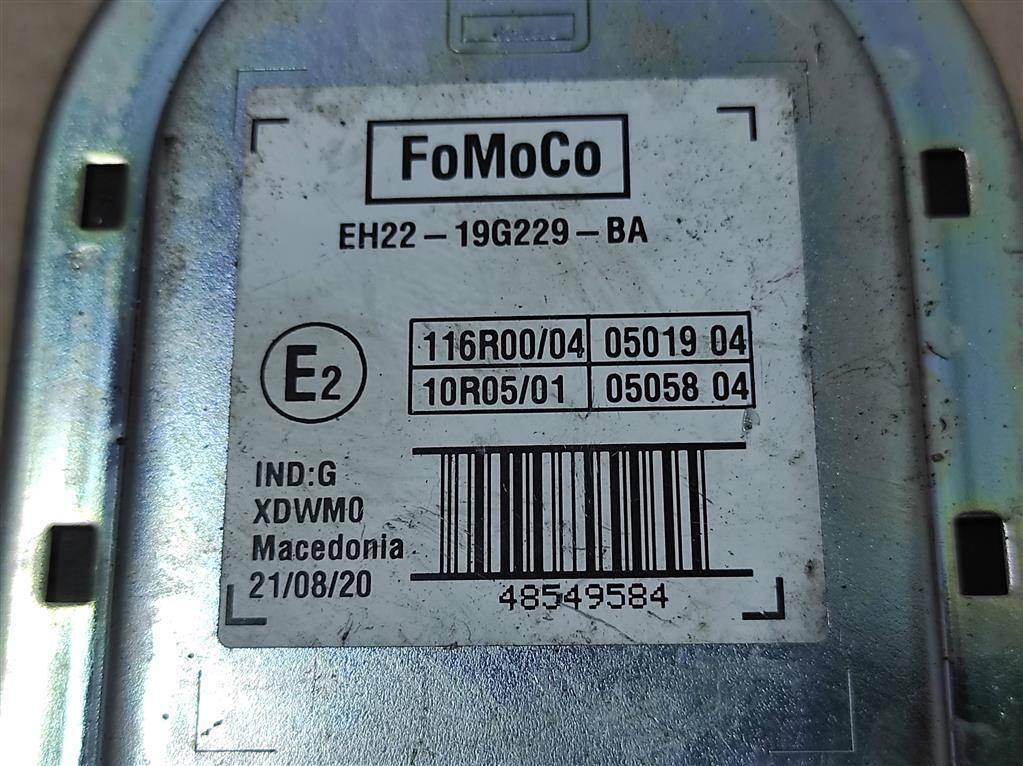 FoMoCo
EH22-19G229-BA
E2
116R00/04 05019 04
10R05/01 05058 04
IND:G
XDWM0
Macedonia
21/08/20
48549584